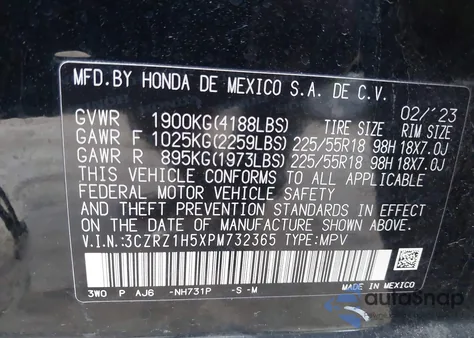 MFD. BY HONDA DE MEXICO S.A. DE C.V.
02/'23
GVWR 1900KG(4188LBS) TIRE SIZE RIM SIZE
GAWR F 1025KG(2259LBS) 225/55R18 98H 18X7.0J
GAWR R 895KG(1973LBS) 225/55R18 98H 18X7.0J
THIS VEHICLE CONFORMS TO ALL APPLICABLE
FEDERAL MOTOR VEHICLE SAFETY
AND THEFT PREVENTION STANDARDS IN EFFECT
ON THE DATE OF MANUFACTURE SHOWN ABOVE.
V.I.N.:3CZRZ1H5XPM732365 TYPE:MPV
3W0 P AJ6 -NH731P -S -M
MADE IN MEXICO
autoSnap